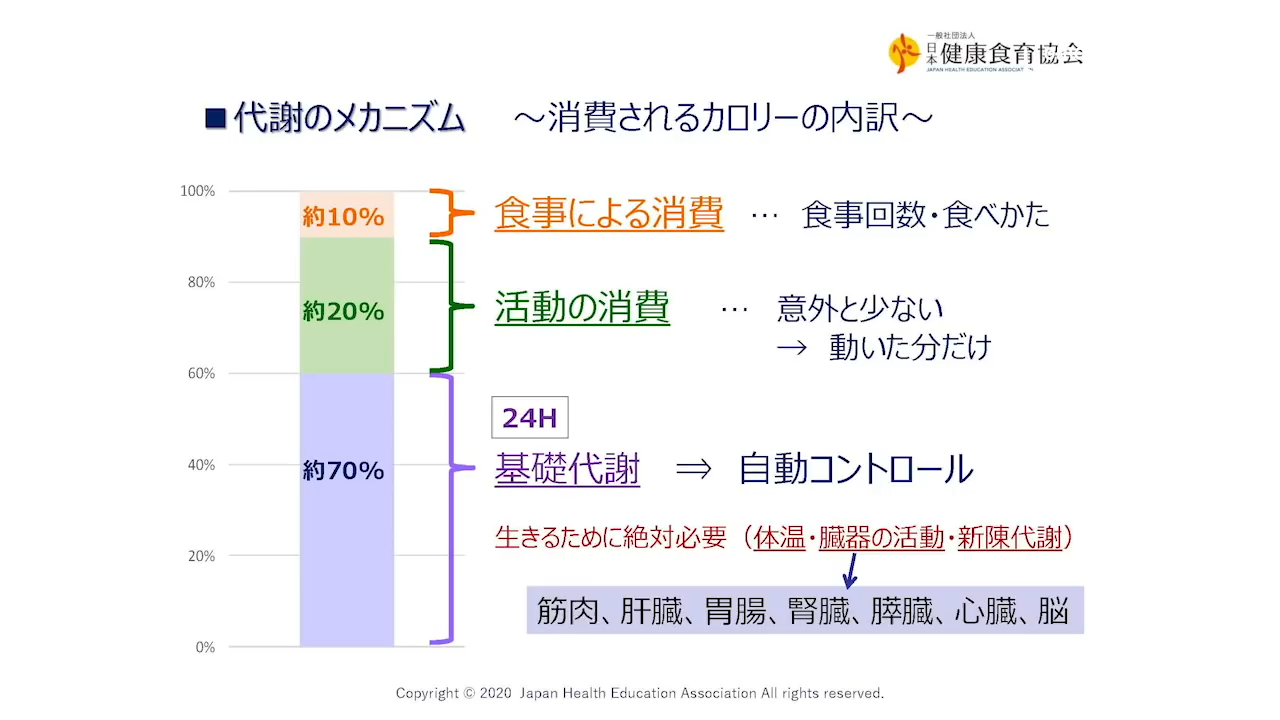 一般社団法人
日本 健康食育協会
JAPAN HEALTH EDUCATION ASSOCIAT
■代謝のメカニズム ～消費されるカロリーの内訳～
100%
約10%
食事による消費 … 食事回数・食べかた
80%
約20%
活動の消費 … 意外と少ない
→ 動いた分だけ
60%
24H
40%
約70%
基礎代謝 ⇒ 自動コントロール
生きるために絶対必要（体温・臓器の活動・新陳代謝）
20%
筋肉、肝臓、胃腸、腎臓、膵臓、心臓、脳
0%
Copyright © 2020 Japan Health Education Association All rights reserved.